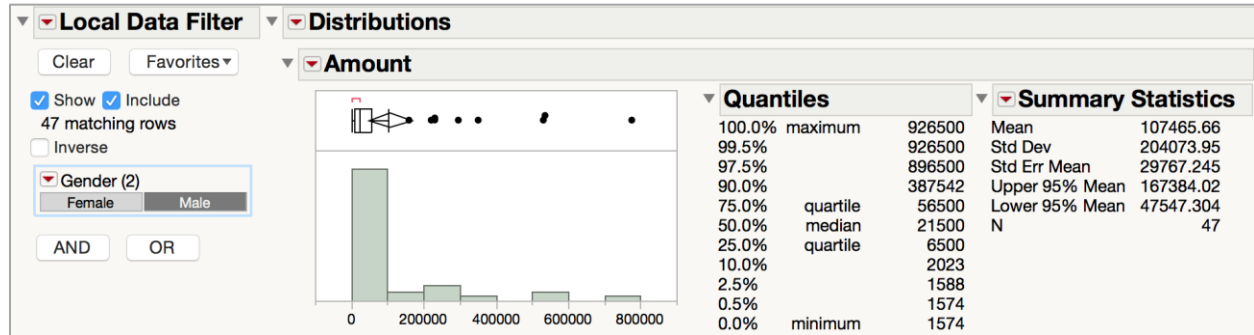 Local Data Filter
Clear Favorites
Show Include
47 matching rows
Inverse
Gender (2)
Female Male
AND OR
Distributions
Amount
0 200000 400000 600000 800000
Quantiles
100.0% maximum 926500
99.5% 926500
97.5% 896500
90.0% 387542
75.0% quartile 56500
50.0% median 21500
25.0% quartile 6500
10.0% 2023
2.5% 1588
0.5% 1574
0.0% minimum 1574
Summary Statistics
Mean 107465.66
Std Dev 204073.95
Std Err Mean 29767.245
Upper 95% Mean 167384.02
Lower 95% Mean 47547.304
N 47